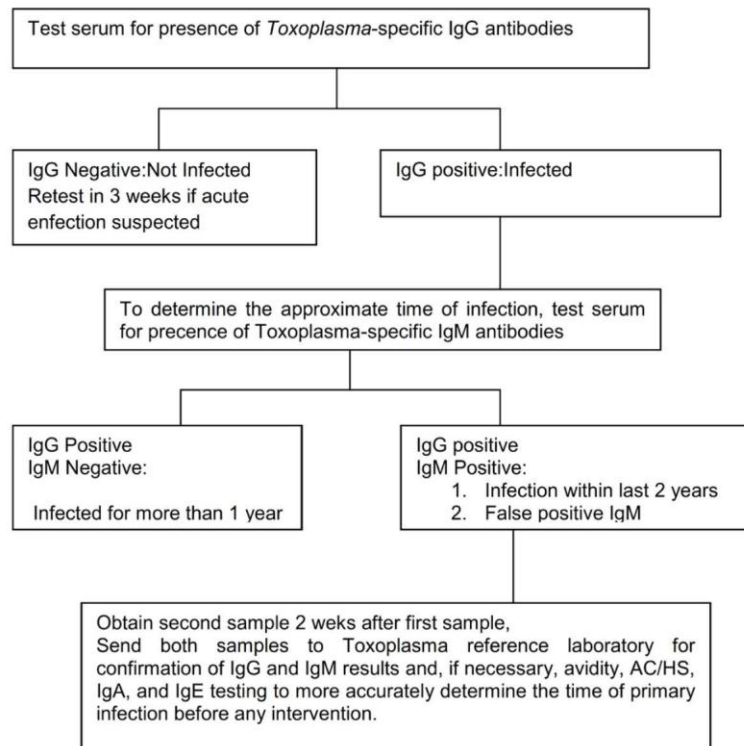 Test serum for presence of Toxoplasma-specific IgG antibodies
IgG Negative:Not Infected
Retest in 3 weeks if acute
enfection suspected
IgG positive:Infected
To determine the approximate time of infection, test serum
for precence of Toxoplasma-specific IgM antibodies
IgG Positive
IgM Negative:
Infected for more than 1 year
IgG positive
IgM Positive:
1. Infection within last 2 years
2. False positive IgM
Obtain second sample 2 weks after first sample,
Send both samples to Toxoplasma reference laboratory for
confirmation of IgG and IgM results and, if necessary, avidity, AC/HS,
IgA, and IgE testing to more accurately determine the time of primary
infection before any intervention.